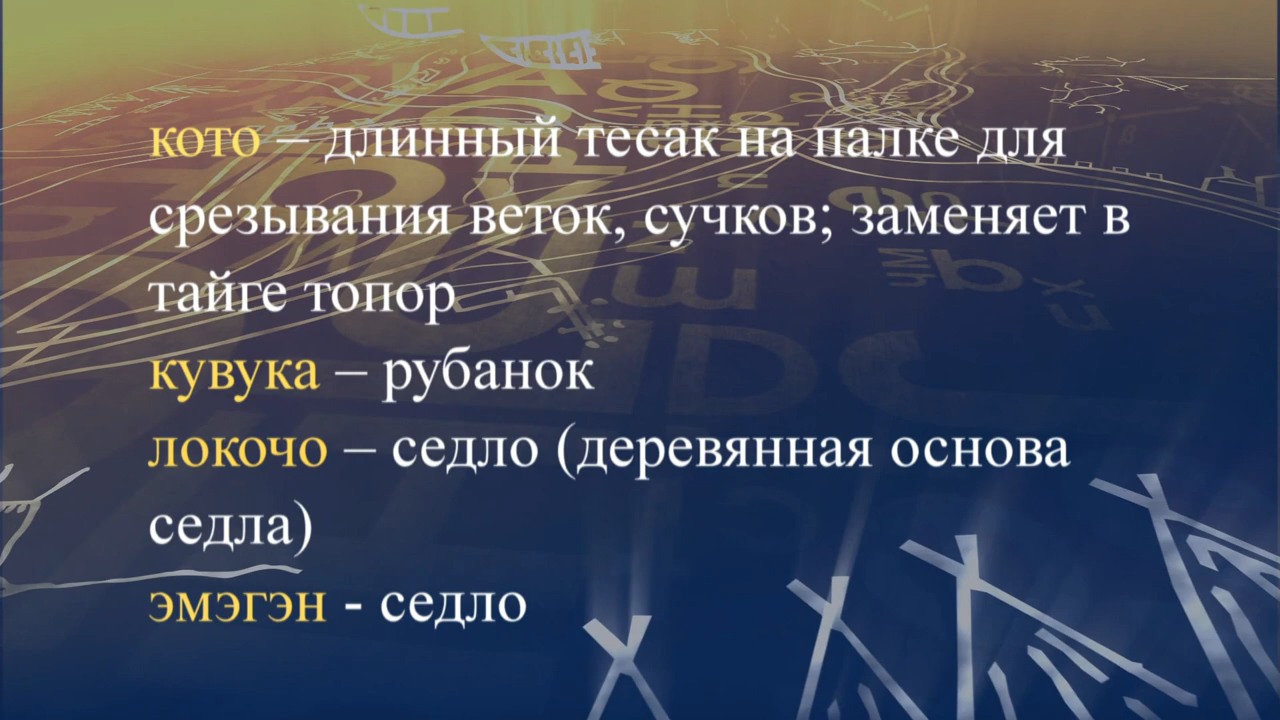 кото – длинный тесак на палке для
срезывания веток, сучков; заменяет в
тайге топор
кувука – рубанок
локочо – седло (деревянная основа
седла)
эмэгэн - седло